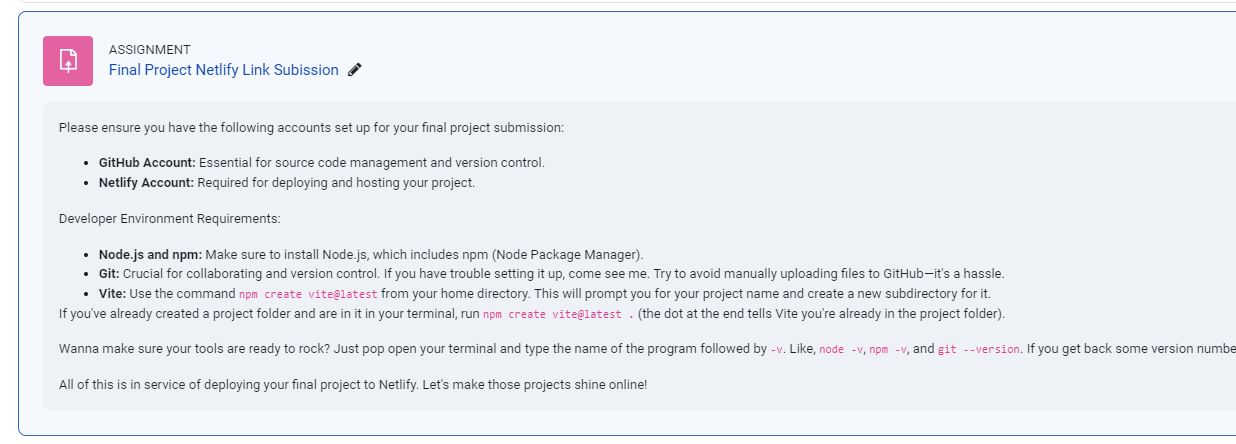 ASSIGNMENT
Final Project Netlify Link Subission
Please ensure you have the following accounts set up for your final project submission:
• GitHub Account: Essential for source code management and version control.
• Netlify Account: Required for deploying and hosting your project.
Developer Environment Requirements:
• Node.js and npm: Make sure to install Node.js, which includes npm (Node Package Manager).
• Git: Crucial for collaborating and version control. If you have trouble setting it up, come see me. Try to avoid manually uploading files to GitHub—it's a hassle.
• Vite: Use the command npm create vite@latest from your home directory. This will prompt you for your project name and create a new subdirectory for it.
If you've already created a project folder and are in it in your terminal, run npm create vite@latest . (the dot at the end tells Vite you're already in the project folder).
Wanna make sure your tools are ready to rock? Just pop open your terminal and type the name of the program followed by -v. Like, node -v, npm -v, and git --version. If you get back some version numbe
All of this is in service of deploying your final project to Netlify. Let's make those projects shine online!